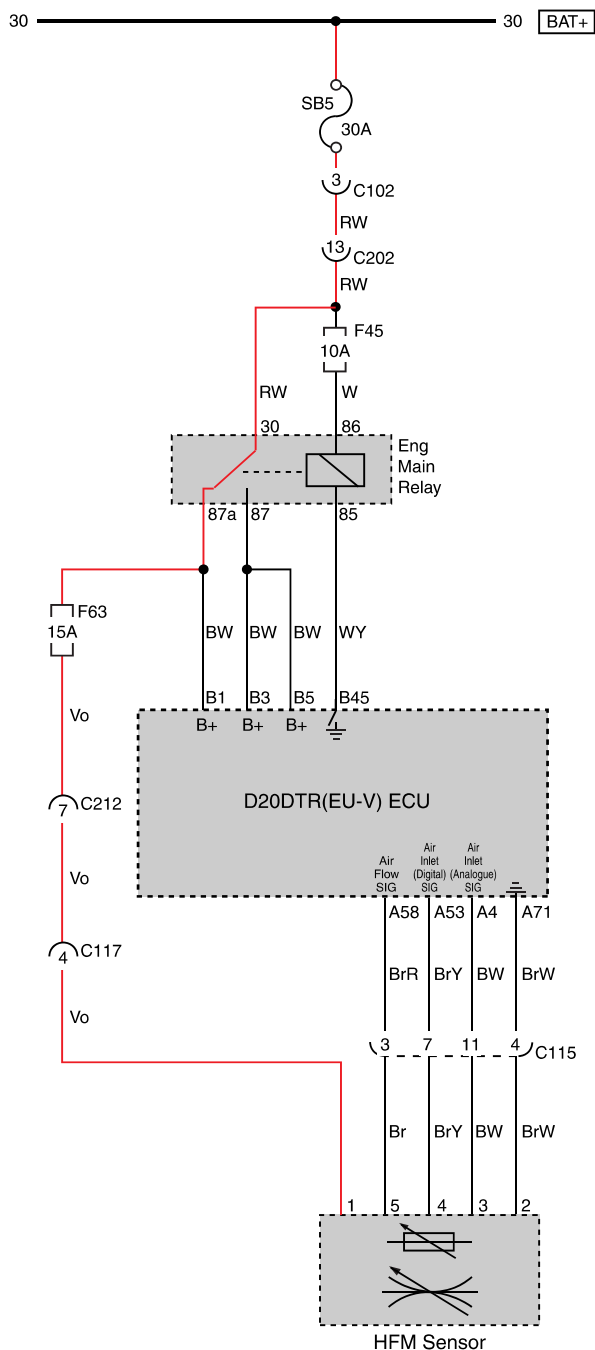 30 30 BAT+
SB5
30A
3 C102
RW
13 C202
RW
F45
10A
RW W
30 86
Eng
Main
Relay
87a 87 85
F63
15A
BW BW BW WY
B1 B3 B5 B45
B+ B+ B+
Vo
D20DTR(EU-V) ECU
7 C212
Air
Flow
SIG
Air
Inlet
(Digital)
SIG
Air
Inlet
(Analogue)
SIG
Vo
A58 A53 A4 A71
4 C117
BrR BrY BW BrW
Vo
3 7 11 4 C115
Br BrY BW BrW
1 5 4 3 2
HFM Sensor